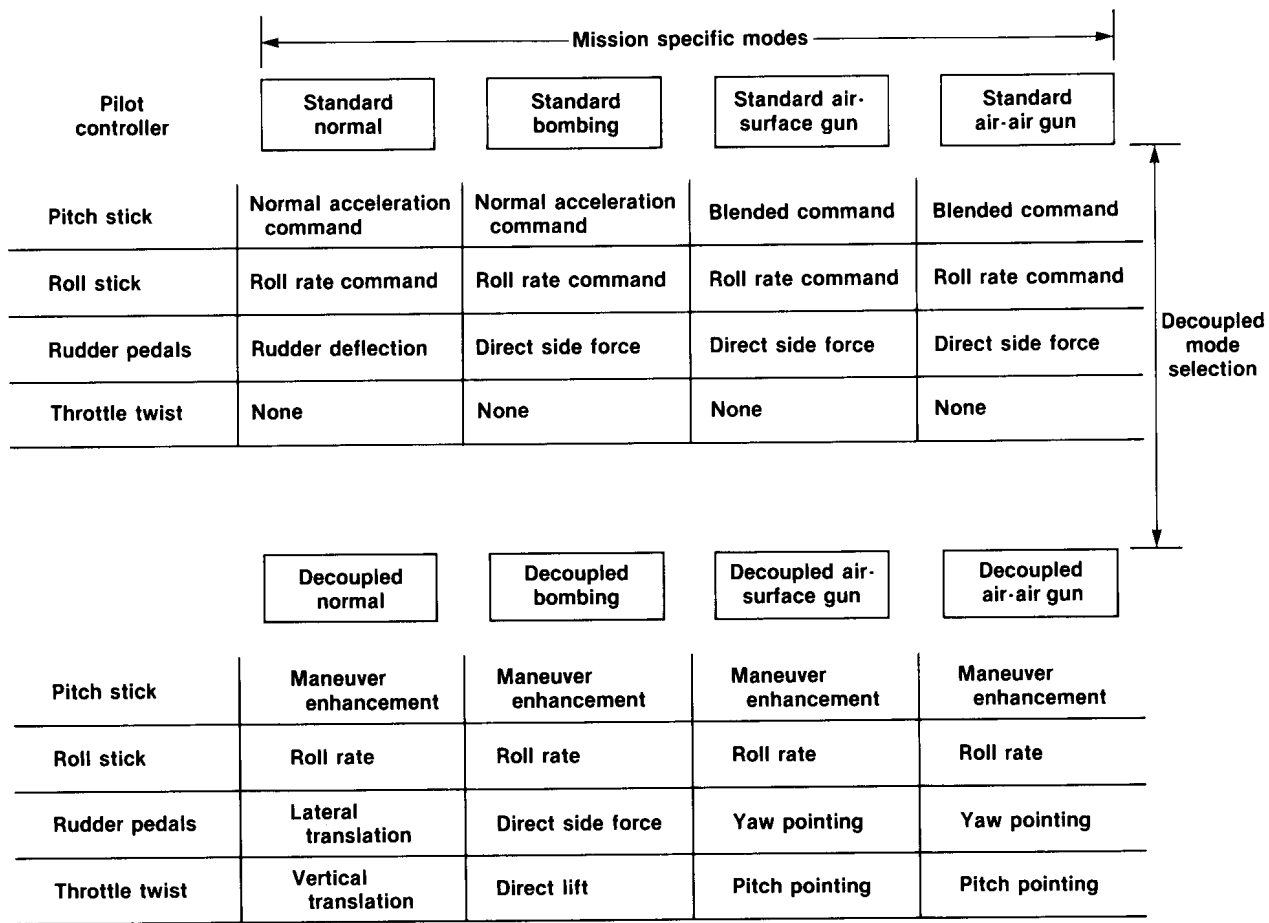 Mission specific modes
Pilot
controller
Standard
normal
Standard
bombing
Standard air-
surface gun
Standard
air-air gun
Pitch stick
Normal acceleration
command
Normal acceleration
command
Blended command
Blended command
Roll stick
Roll rate command
Roll rate command
Roll rate command
Roll rate command
Rudder pedals
Rudder deflection
Direct side force
Direct side force
Direct side force
Throttle twist
None
None
None
None
Decoupled
mode
selection
Decoupled
normal
Decoupled
bombing
Decoupled air-
surface gun
Decoupled
air-air gun
Pitch stick
Maneuver
enhancement
Maneuver
enhancement
Maneuver
enhancement
Maneuver
enhancement
Roll stick
Roll rate
Roll rate
Roll rate
Roll rate
Rudder pedals
Lateral
translation
Direct side force
Yaw pointing
Yaw pointing
Throttle twist
Vertical
translation
Direct lift
Pitch pointing
Pitch pointing